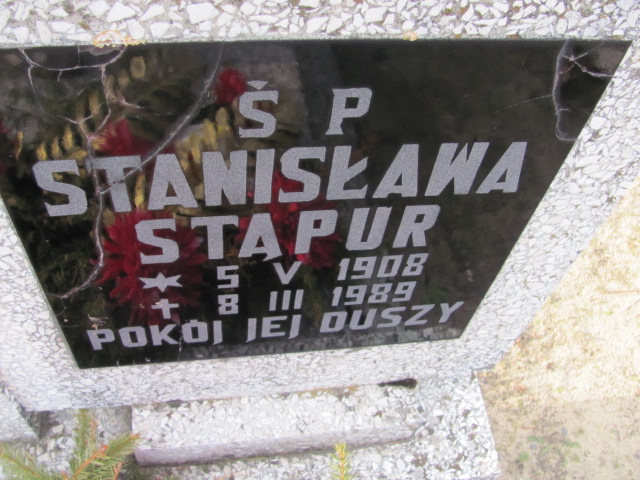 Ś P
STANISŁAWA
STĄPUR
* 5 V 1908
✝ 8 III 1989
POKÓJ JEJ DUSZY